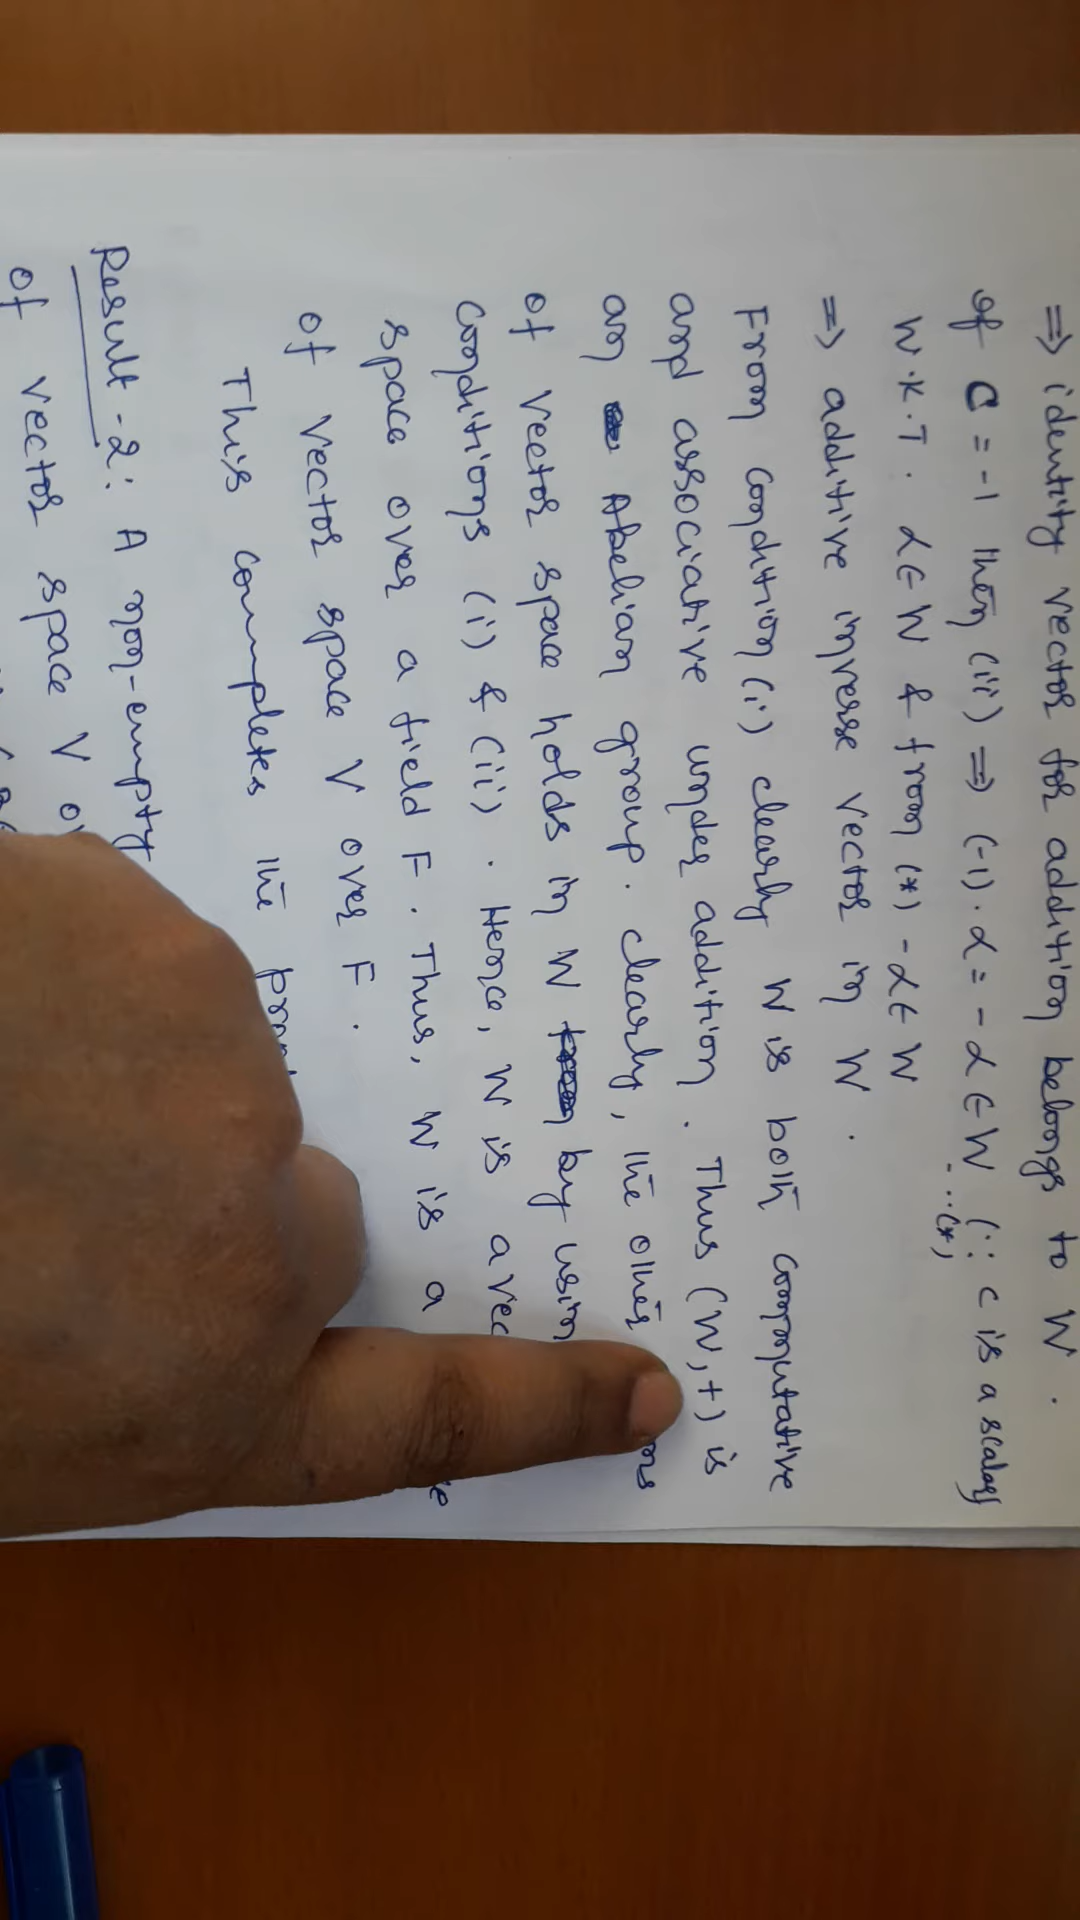 ⇒ identity vector for addition belongs to W.
If C = -1 then (ii) ⇒ (-1)·α = -α ∈ W (∵ c is a scalar)
...(*)
W.K.T. α ∈ W & from (*) -α ∈ W
⇒ additive inverse vector in W.
From condition (i) clearly W is both commutative
and associative under addition. Thus (W,+) is
an Abelian group. clearly, the other
of vector space holds in W by usin
conditions (i) & (ii). Hence, W is a vec
space over a field F. Thus, W is a
of vector space V over F.
This completes the
Result-2: A non-empty
of vector space V